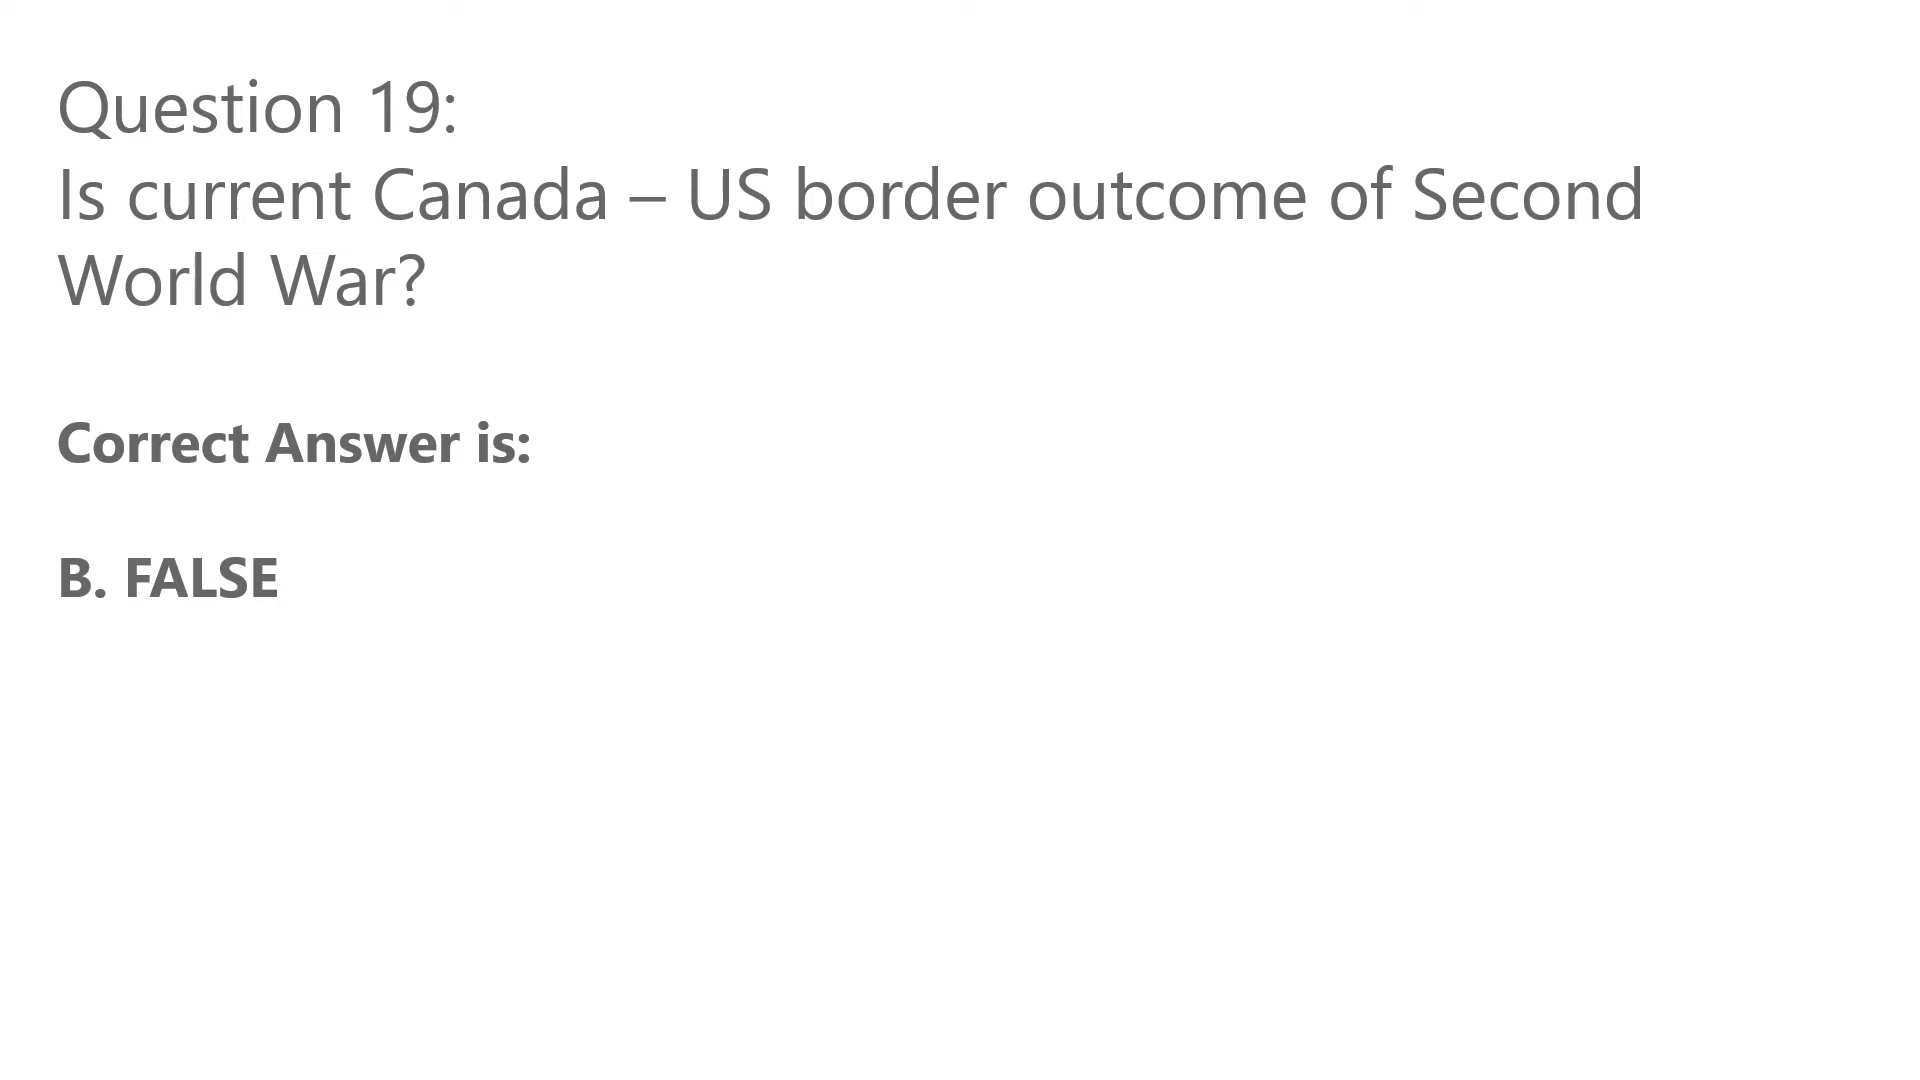 Question 19:
Is current Canada – US border outcome of Second
World War?
Correct Answer is:
B. FALSE